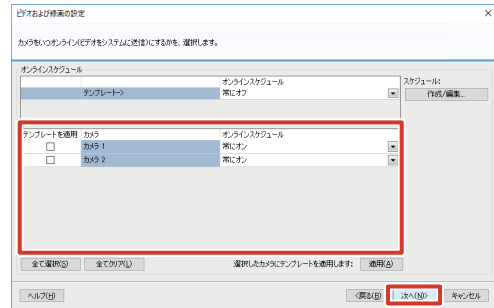 ビデオおよび録画の設定
カメラをいつオンライン(ビデオをシステムに送信)にするかを、選択します。
オンラインスケジュール
オンラインスケジュール
テンプレート->
常にオフ
スケジュール:
作成/編集...
テンプレートを適用 カメラ オンラインスケジュール
カメラ 1 常にオン
カメラ 2 常にオン
全て選択(S) 全てクリア(L) 選択したカメラにテンプレートを適用します: 適用(A)
ヘルプ(H) <戻る(B) 次へ(N)> キャンセル